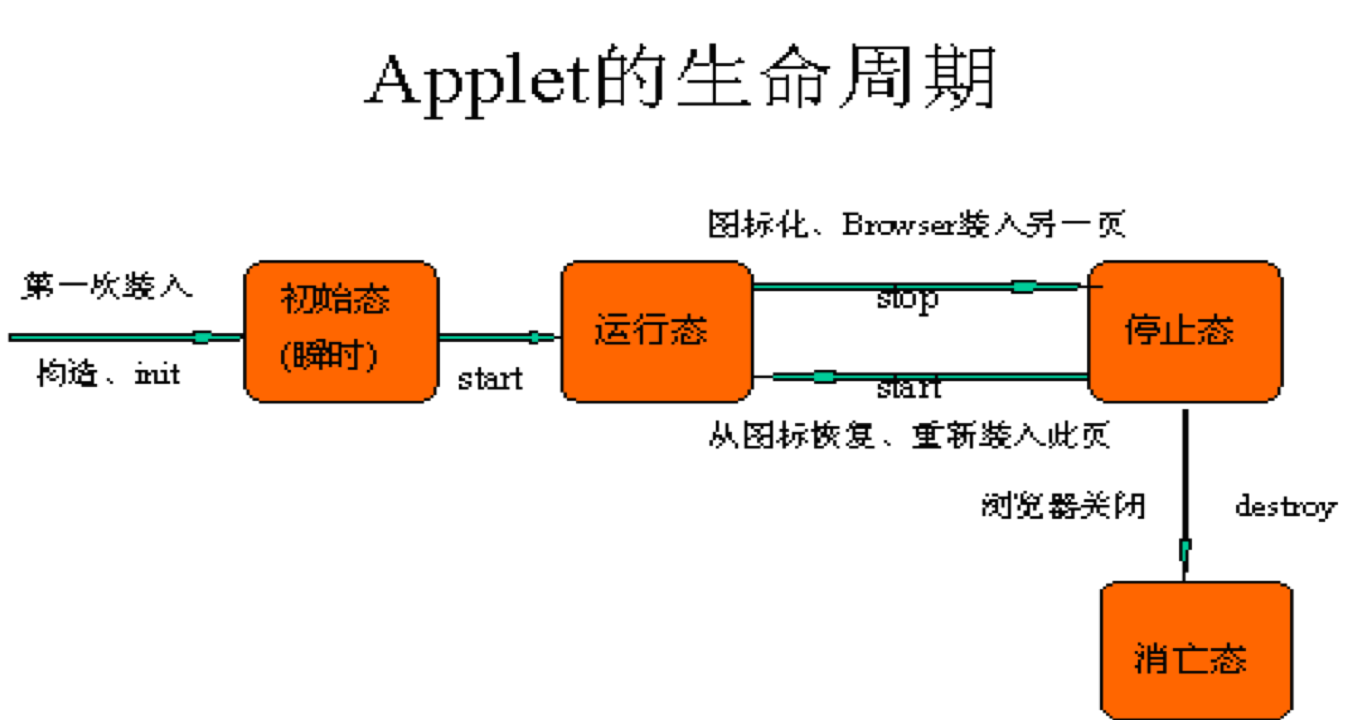 Applet的生命周期
图标化、Browser装入另一页
第一次装入
初始态
(瞬时)
运行态
stop
停止态
构造、init
start
start
从图标恢复、重新装入此页
浏览器关闭
destroy
消亡态